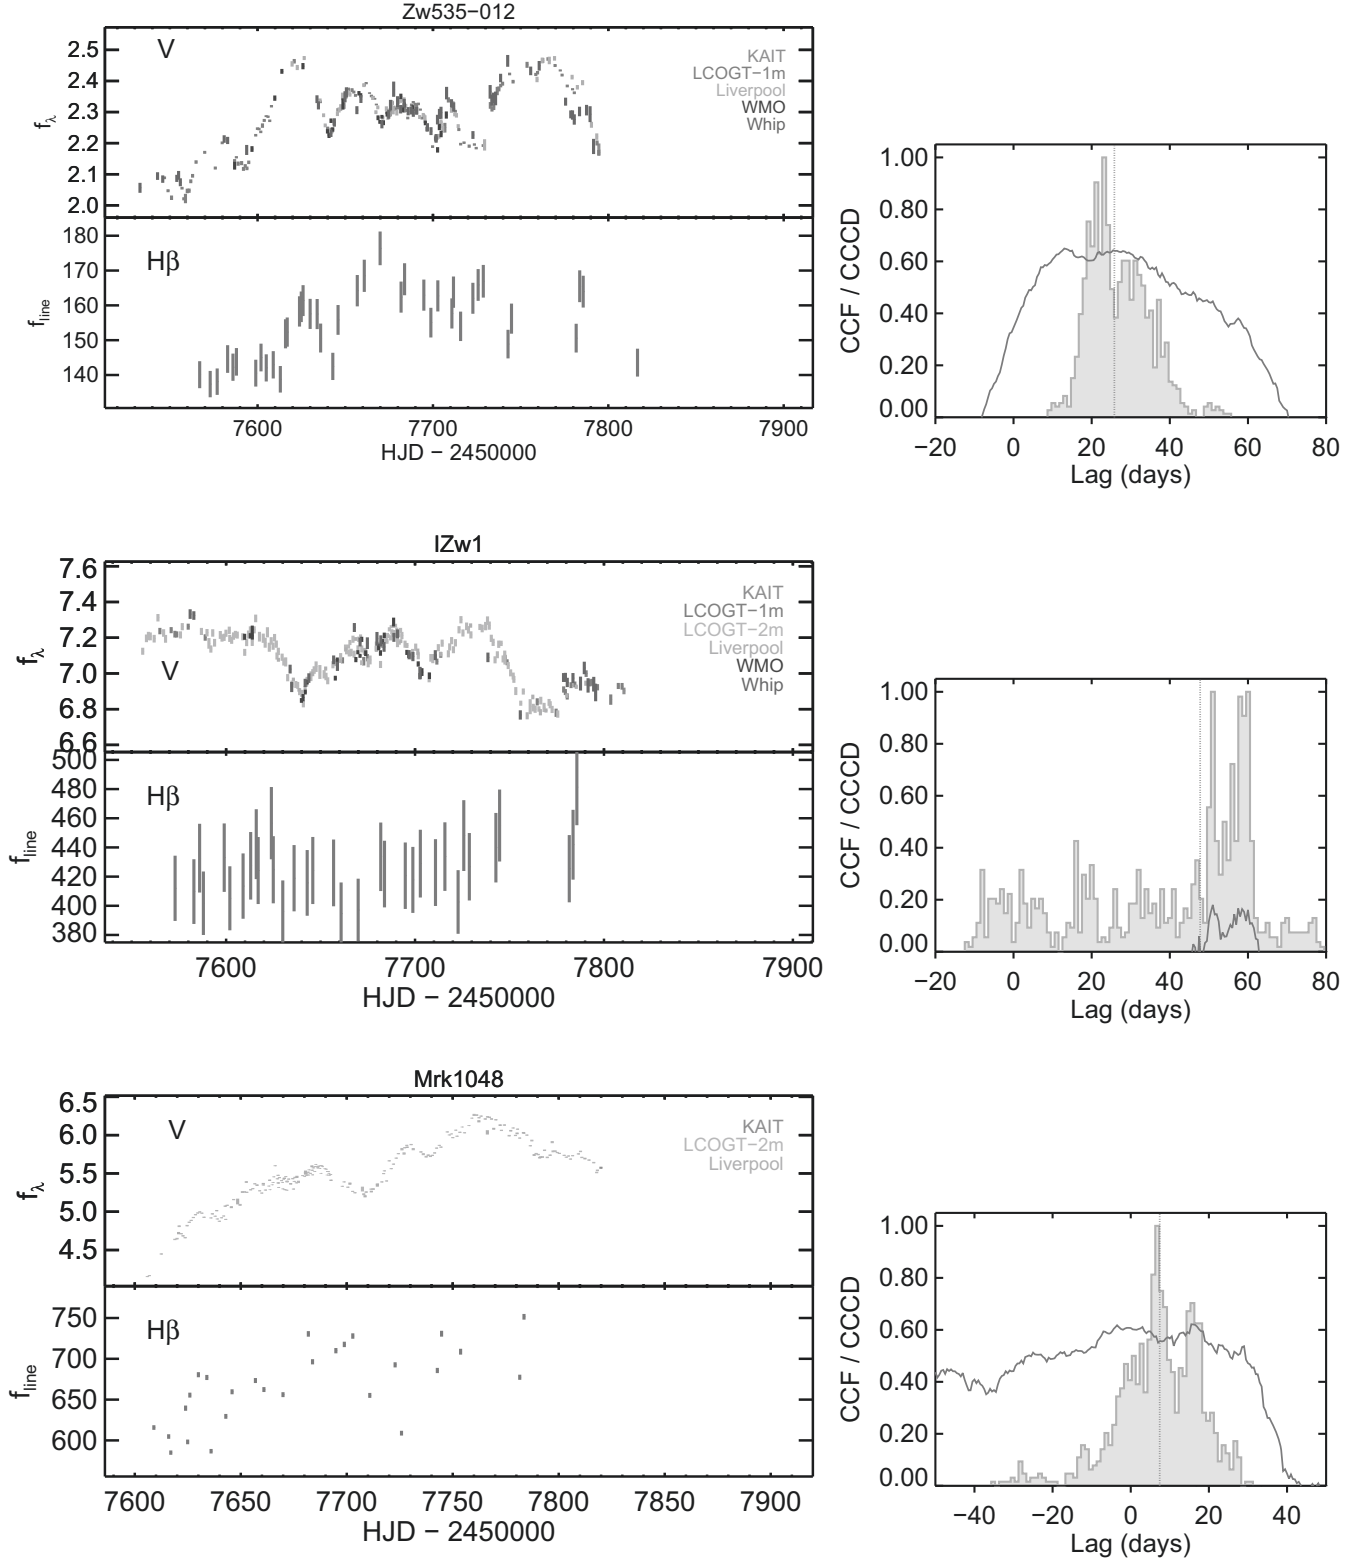 Zw535−012
V
KAIT
LCOGT−1m
Liverpool
WMO
Whip
2.5
2.4
2.3
2.2
2.1
2.0
fλ
Hβ
180
170
160
150
140
fline
7600 7700 7800 7900
HJD − 2450000
1.00
0.80
0.60
0.40
0.20
0.00
CCF / CCCD
−20 0 20 40 60 80
Lag (days)
IZw1
V
KAIT
LCOGT−1m
LCOGT−2m
Liverpool
WMO
Whip
7.6
7.4
7.2
7.0
6.8
6.6
fλ
Hβ
500
480
460
440
420
400
380
fline
7600 7700 7800 7900
HJD − 2450000
1.00
0.80
0.60
0.40
0.20
0.00
CCF / CCCD
−20 0 20 40 60 80
Lag (days)
Mrk1048
V
KAIT
LCOGT−2m
Liverpool
6.5
6.0
5.5
5.0
4.5
fλ
Hβ
750
700
650
600
fline
7600 7650 7700 7750 7800 7850 7900
HJD − 2450000
1.00
0.80
0.60
0.40
0.20
0.00
CCF / CCCD
−40 −20 0 20 40
Lag (days)